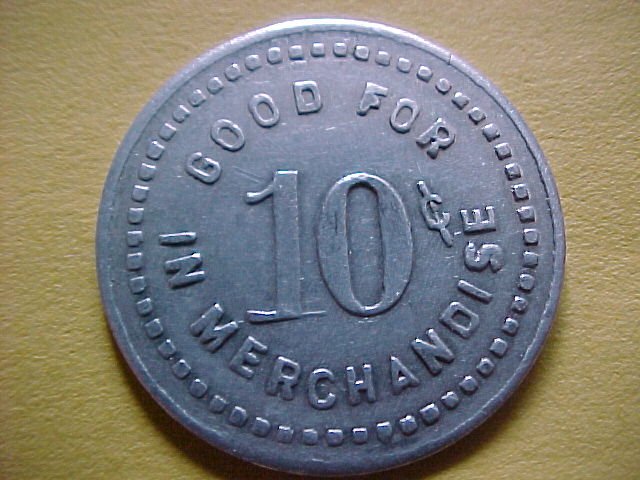 GOOD FOR
10¢
IN MERCHANDISE